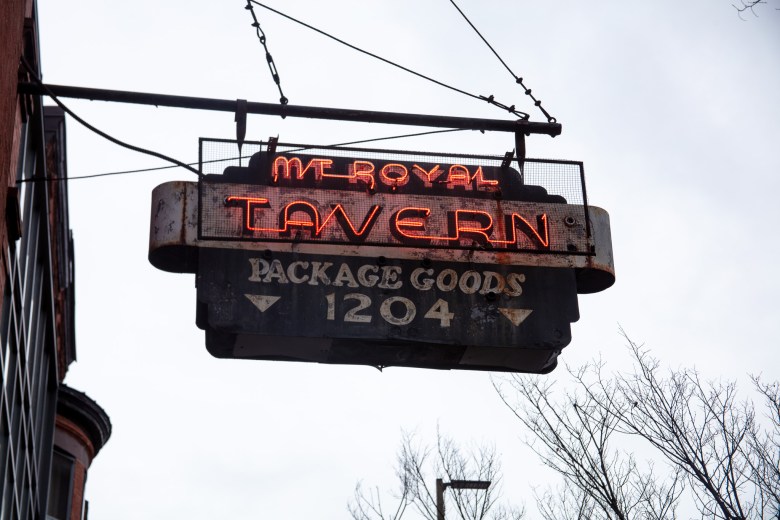 MT ROYAL
TAVERN
PACKAGE GOODS
1204